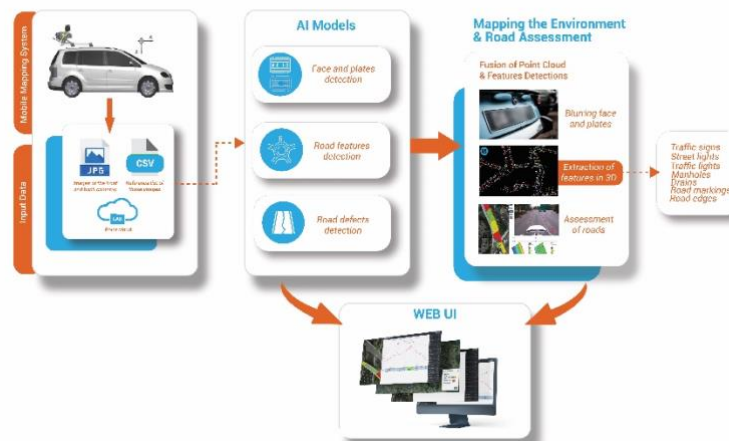 Mobile Mapping System
Input Data
JPG
CSV
LAS
AI Models
Face and plates
detection
Road features
detection
Road defects
detection
Mapping the Environment
& Road Assessment
Fusion of Point Cloud
& Features Detections
Blurring face
and plates
Extraction of
features in 3D
Assessment
of roads
Traffic signs
Street lights
Traffic lights
Manholes
Drains
Road markings
Road edges
WEB UI